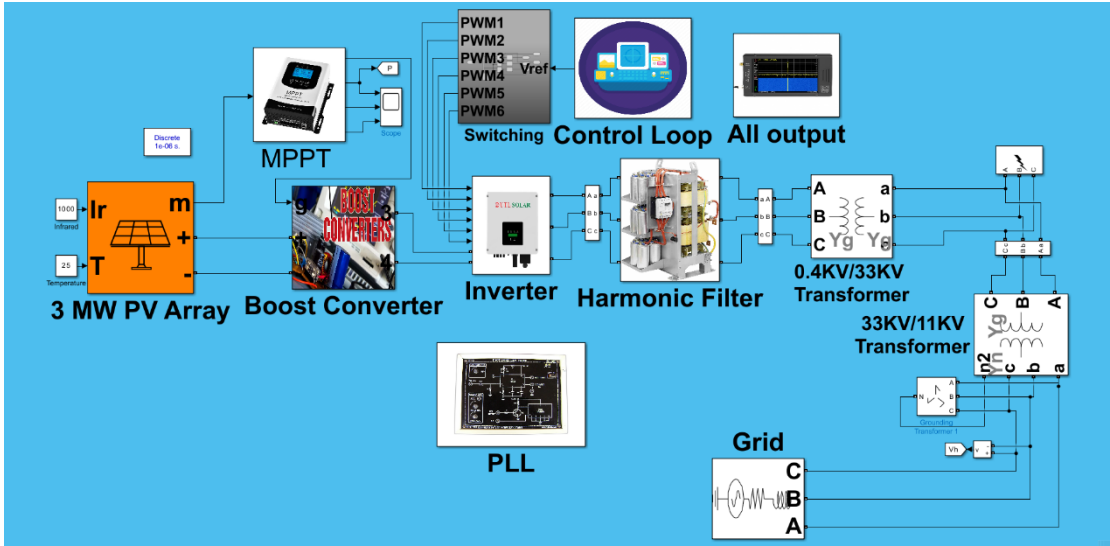 PWM1
PWM2
PWM3
PWM4
PWM5
PWM6
Vref
Switching
Control Loop
All output
P
Scope
MPPT
MPPT
Discrete
1e-06 s.
1000
Ir
Infrared
25
T
Temperature
m
+
-
3 MW PV Array
g
+
-
BOOST
CONVERTERS
3
4
Boost Converter
SOLAR
Inverter
A a
B b
C c
Harmonic Filter
a A
b B
c C
A
B
C
a
b
c
Yg
Yg
0.4KV/33KV
Transformer
A
B
C
C c
B b
A a
33KV/11KV
Transformer
C
B
A
Yg
Yn
n2
c
b
a
N
A
B
C
Grounding
Transformer 1
Vh
v
+
-
PLL
Grid
C
B
A